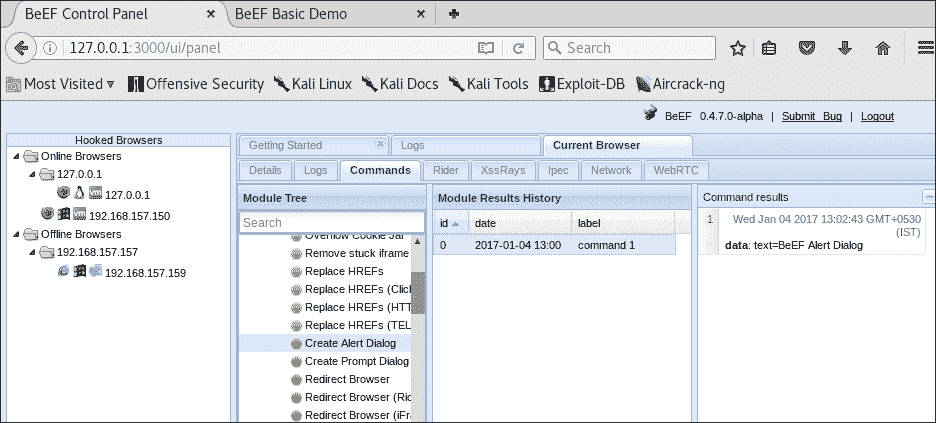 BeEF Control Panel × BeEF Basic Demo ×
127.0.0.1:3000/ui/panel Search
Most Visited Offensive Security Kali Linux Kali Docs Kali Tools Exploit-DB Aircrack-ng
BeEF 0.4.7.0-alpha | Submit Bug | Logout
Hooked Browsers
Online Browsers
127.0.0.1
127.0.0.1
192.168.157.150
Offline Browsers
192.168.157.157
192.168.157.159
Getting Started Logs Current Browser
Details Logs Commands Rider XssRays Ipec Network WebRTC
Module Tree
Search
Overflow Cookie Jar
Remove stuck iframe
Replace HREFs
Replace HREFs (Clic
Replace HREFs (HTT
Replace HREFs (TEL
Create Alert Dialog
Create Prompt Dialog
Redirect Browser
Redirect Browser (Ric
Redirect Browser (iFra
Module Results History
id date label
0 2017-01-04 13:00 command 1
Command results
1 Wed Jan 04 2017 13:02:43 GMT+0530
(IST)
data: text=BeEF Alert Dialog